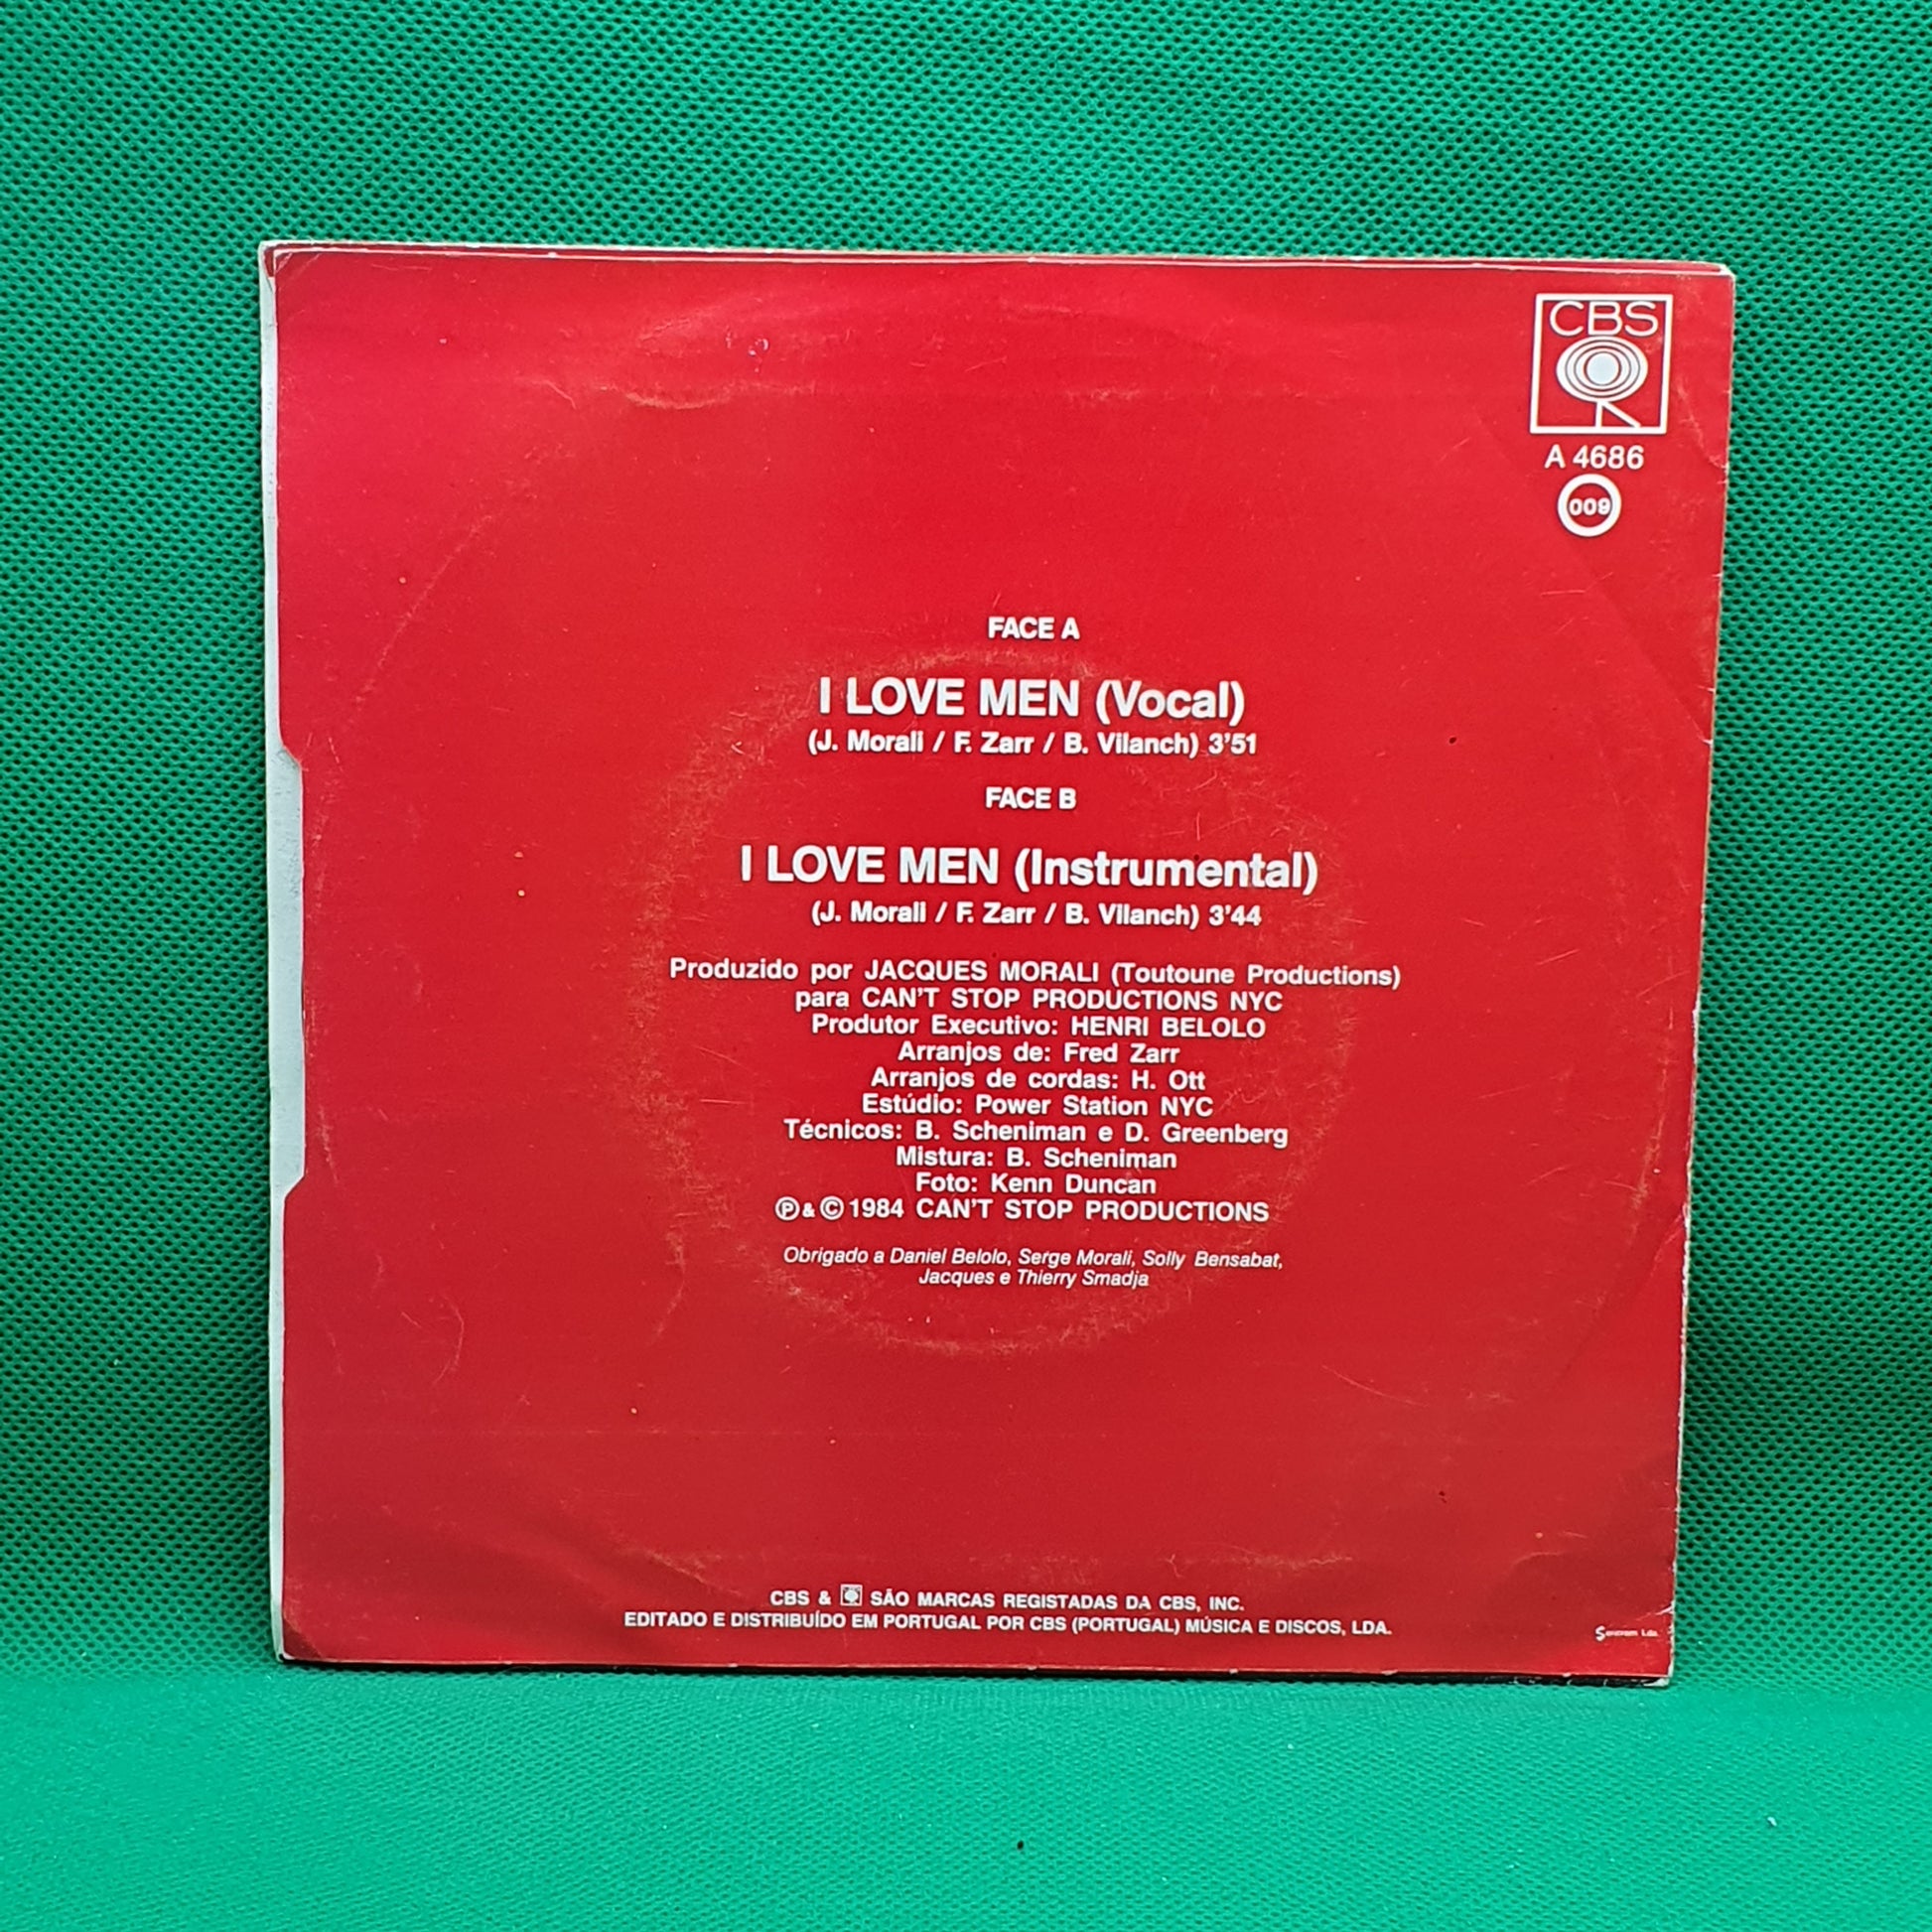 CBS
A 4686
009
FACE A
I LOVE MEN (Vocal)
(J. Morali / F. Zarr / B. Vilanch) 3'51
FACE B
I LOVE MEN (Instrumental)
(J. Morali / F. Zarr / B. Vilanch) 3'44
Produzido por JACQUES MORALI (Toutoune Productions)
para CAN'T STOP PRODUCTIONS NYC
Produtor Executivo: HENRI BELOLO
Arranjos de: Fred Zarr
Arranjos de cordas: H. Ott
Estúdio: Power Station NYC
Técnicos: B. Scheniman e D. Greenberg
Mistura: B. Scheniman
Foto: Kenn Duncan
℗ & © 1984 CAN'T STOP PRODUCTIONS
Obrigado a Daniel Belolo, Serge Morali, Solly Bensabat,
Jacques e Thierry Smadja
CBS & SÃO MARCAS REGISTADAS DA CBS, INC.
EDITADO E DISTRIBUÍDO EM PORTUGAL POR CBS (PORTUGAL) MÚSICA E DISCOS, LDA.
Lda.